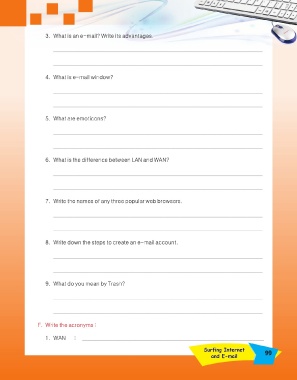 3. What is an e-mail? Write its advantages.
4. What is e-mail window?
5. What are emoticons?
6. What is the difference between LAN and WAN?
7. Write the names of any three popular web browsers.
8. Write down the steps to create an e-mail account.
9. What do you mean by Trash?
F. Write the acronyms :
1. WAN :
Surfing Internet
and E-mail
99